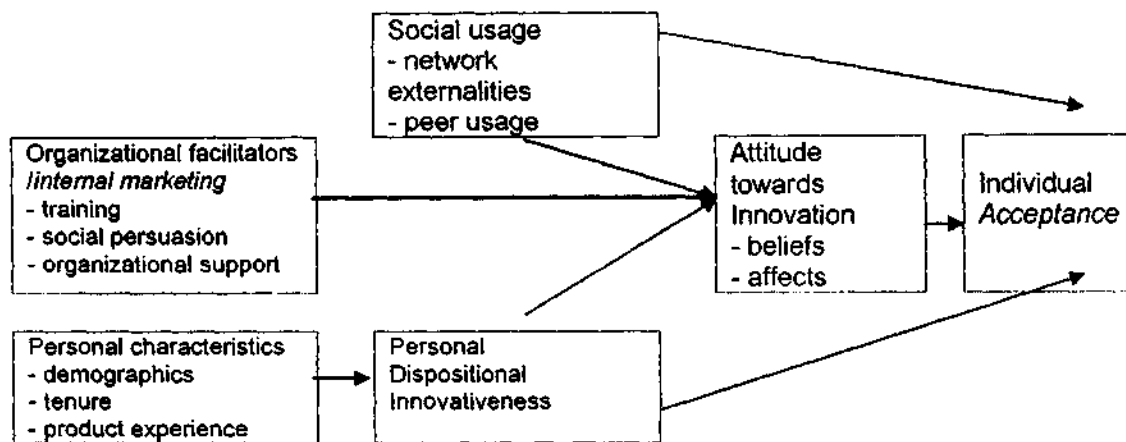 Social usage
- network
externalities
- peer usage
Organizational facilitators
/internal marketing
- training
- social persuasion
- organizational support
Attitude
towards
Innovation
- beliefs
- affects
Individual
Acceptance
Personal characteristics
- demographics
- tenure
- product experience
Personal
Dispositional
Innovativeness